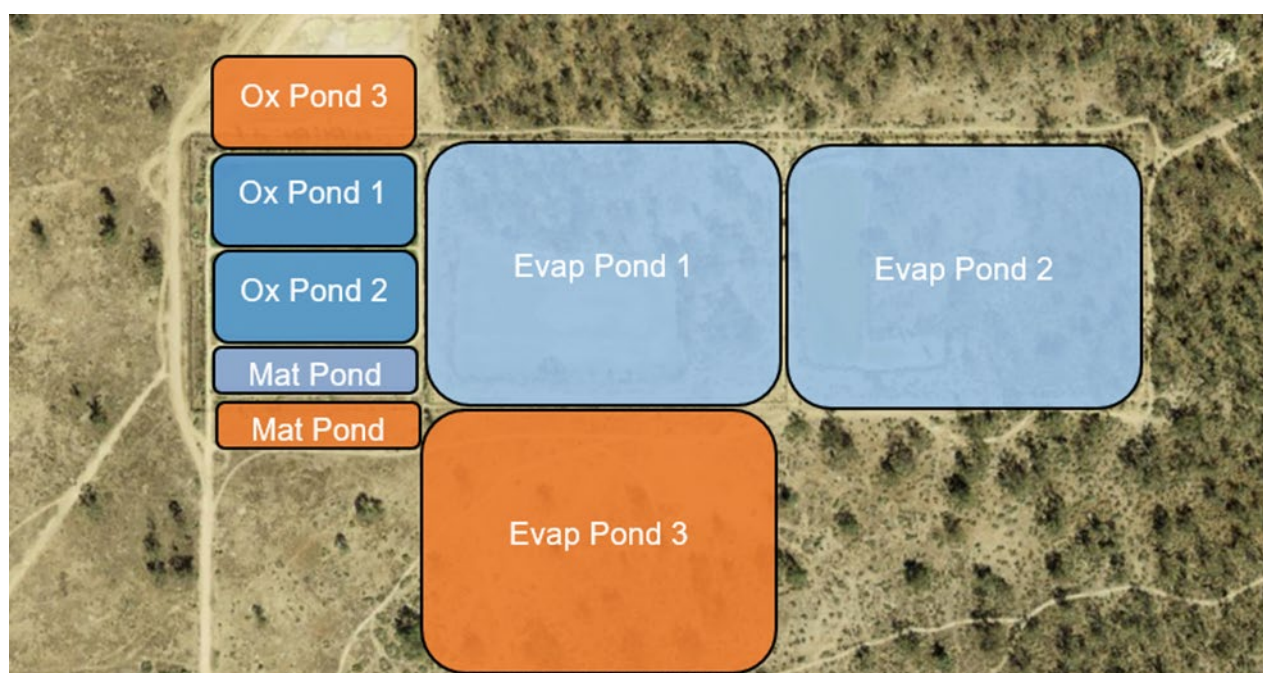 Ox Pond 3
Ox Pond 1
Ox Pond 2
Mat Pond
Mat Pond
Evap Pond 1
Evap Pond 2
Evap Pond 3